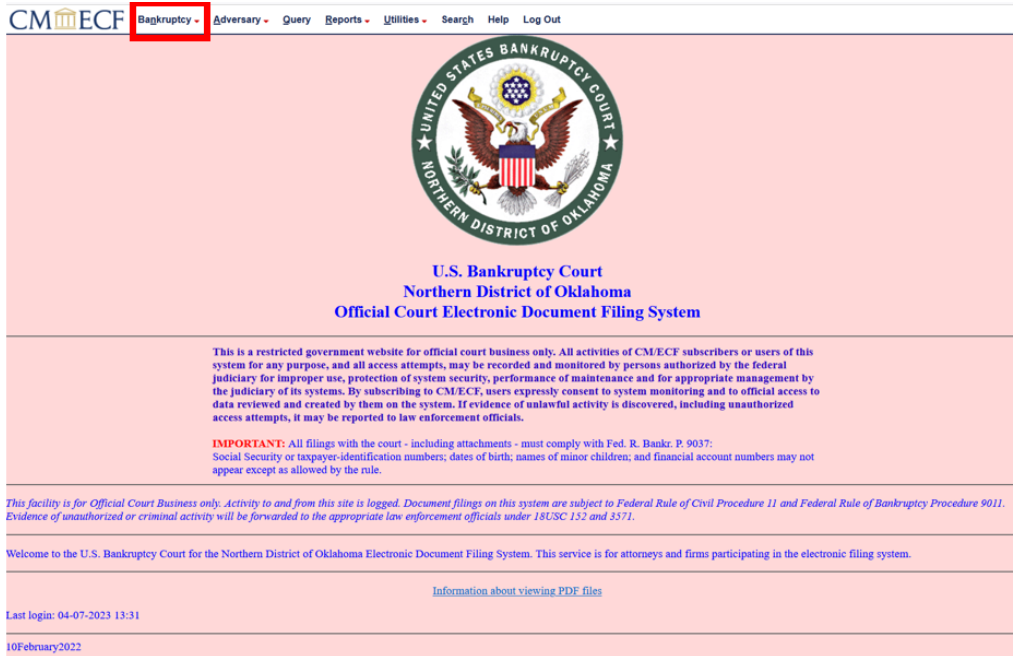 CM ECF Bankruptcy Adversary Query Reports Utilities Search Help Log Out
UNITED STATES BANKRUPTCY COURT
NORTHERN DISTRICT OF OKLAHOMA
U.S. Bankruptcy Court
Northern District of Oklahoma
Official Court Electronic Document Filing System
This is a restricted government website for official court business only. All activities of CM/ECF subscribers or users of this
system for any purpose, and all access attempts, may be recorded and monitored by persons authorized by the federal
judiciary for improper use, protection of system security, performance of maintenance and for appropriate management by
the judiciary of its systems. By subscribing to CM/ECF, users expressly consent to system monitoring and to official access to
data reviewed and created by them on the system. If evidence of unlawful activity is discovered, including unauthorized
access attempts, it may be reported to law enforcement officials.
IMPORTANT: All filings with the court - including attachments - must comply with Fed. R. Bankr. P. 9037:
Social Security or taxpayer-identification numbers; dates of birth; names of minor children; and financial account numbers may not
appear except as allowed by the rule.
This facility is for Official Court Business only. Activity to and from this site is logged. Document filings on this system are subject to Federal Rule of Civil Procedure 11 and Federal Rule of Bankruptcy Procedure 9011.
Evidence of unauthorized or criminal activity will be forwarded to the appropriate law enforcement officials under 18USC 152 and 3571.
Welcome to the U.S. Bankruptcy Court for the Northern District of Oklahoma Electronic Document Filing System. This service is for attorneys and firms participating in the electronic filing system.
Information about viewing PDF files
Last login: 04-07-2023 13:31
10February2022